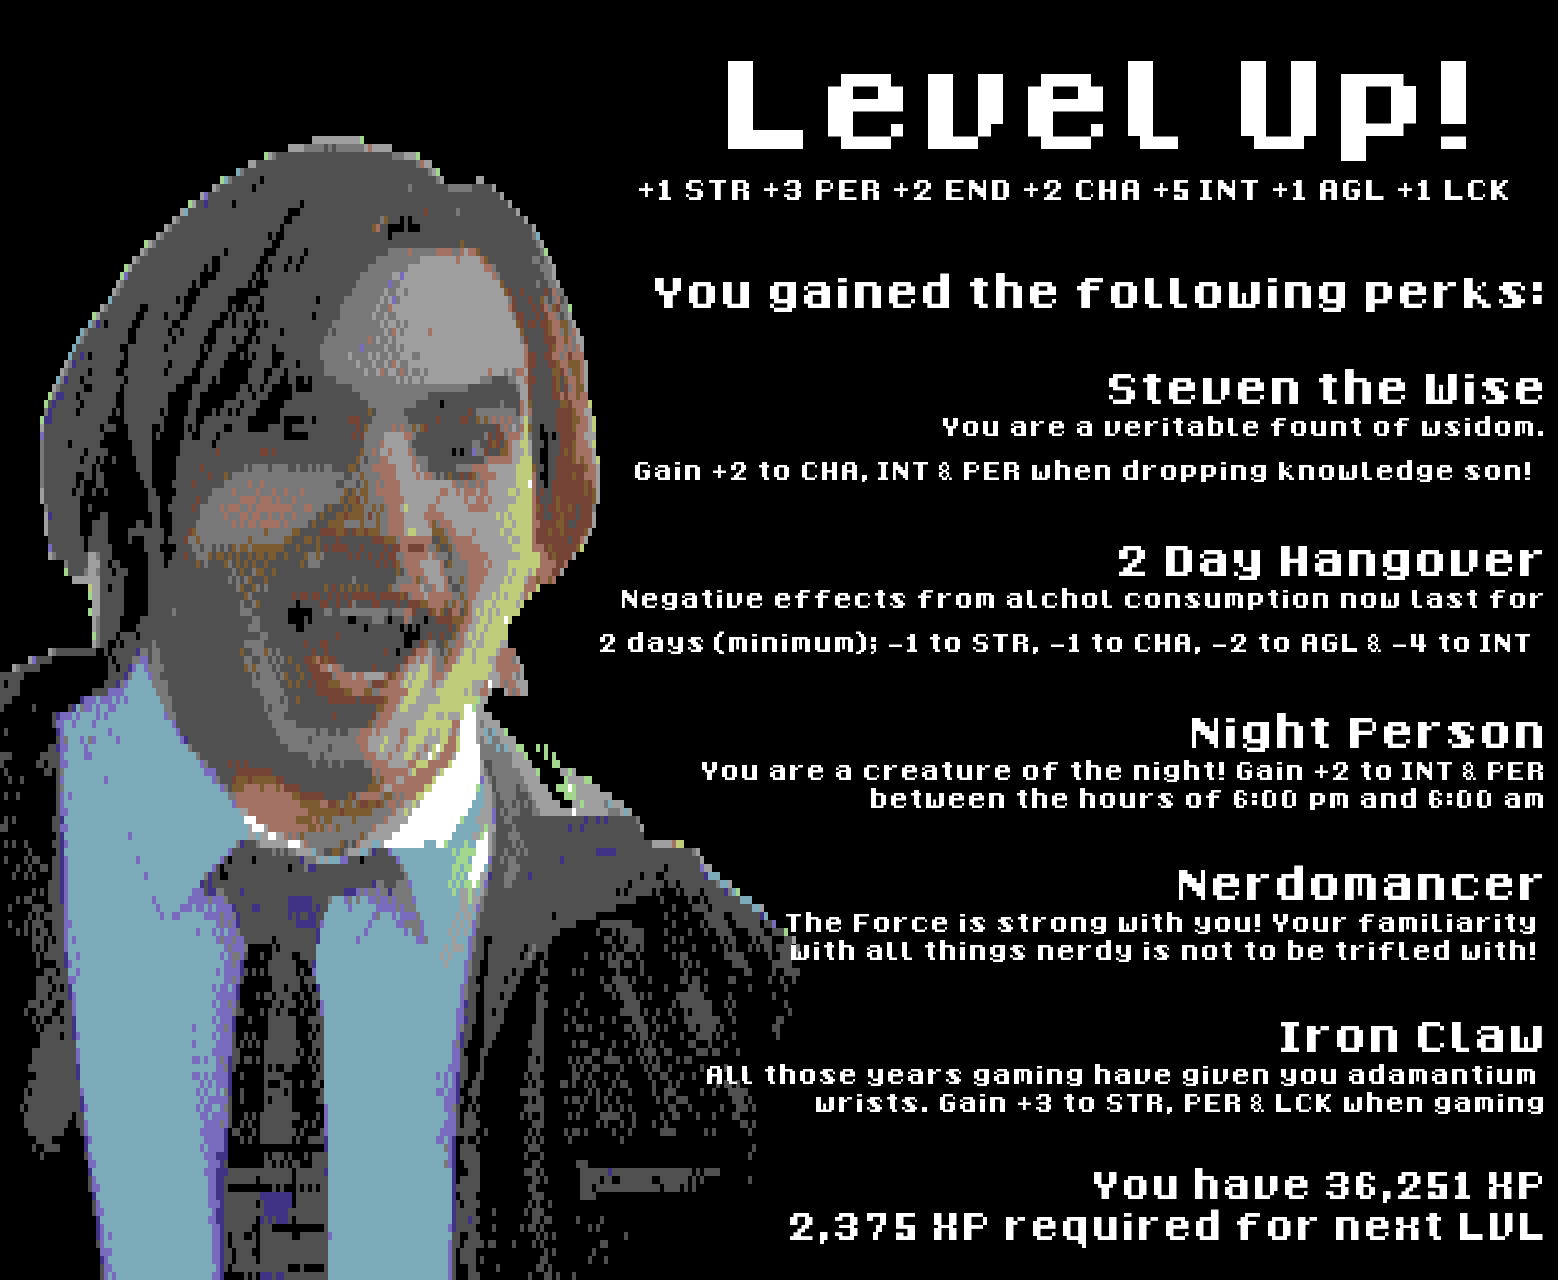 Level Up!
+1 STR +3 PER +2 END +2 CHA +5 INT +1 AGL +1 LCK
You gained the following perks:
Steven the Wise
You are a veritable fount of wsidom.
Gain +2 to CHA, INT & PER when dropping knowledge son!
2 Day Hangover
Negative effects from alchol consumption now last for
2 days (minimum); -1 to STR, -1 to CHA, -2 to AGL & -4 to INT
Night Person
You are a creature of the night! Gain +2 to INT & PER
between the hours of 6:00 pm and 6:00 am
Nerdomancer
The Force is strong with you! Your familiarity
with all things nerdy is not to be trifled with!
Iron Claw
All those years gaming have given you adamantium
wrists. Gain +3 to STR, PER & LCK when gaming
You have 36,251 XP
2,375 XP required for next LVL